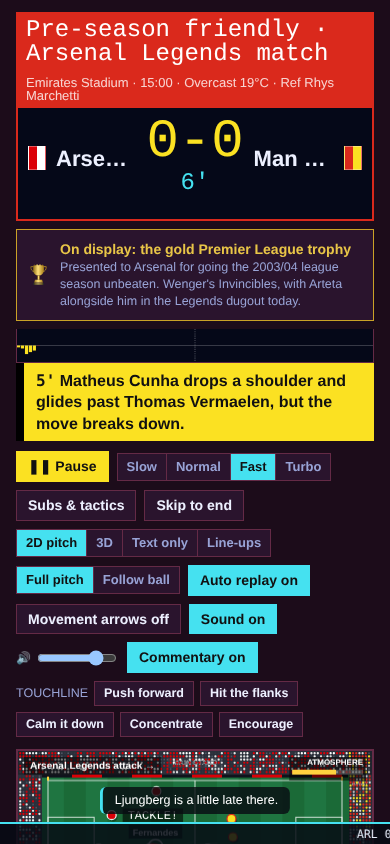 Pre-season friendly ·
Arsenal Legends match
Emirates Stadium · 15:00 · Overcast 19°C · Ref Rhys
Marchetti
Arse… 0-0 Man …
6'
On display: the gold Premier League trophy
Presented to Arsenal for going the 2003/04 league
season unbeaten. Wenger's Invincibles, with Arteta
alongside him in the Legends dugout today.
5' Matheus Cunha drops a shoulder and
glides past Thomas Vermaelen, but the
move breaks down.
❚❚ Pause Slow Normal Fast Turbo
Subs & tactics Skip to end
2D pitch 3D Text only Line-ups
Full pitch Follow ball Auto replay on
Movement arrows off Sound on
Commentary on
TOUCHLINE Push forward Hit the flanks
Calm it down Concentrate Encourage
Arsenal Legends attack ATMOSPHERE
Ljungberg is a little late there.
TACKLE!
Fernandes
ARL